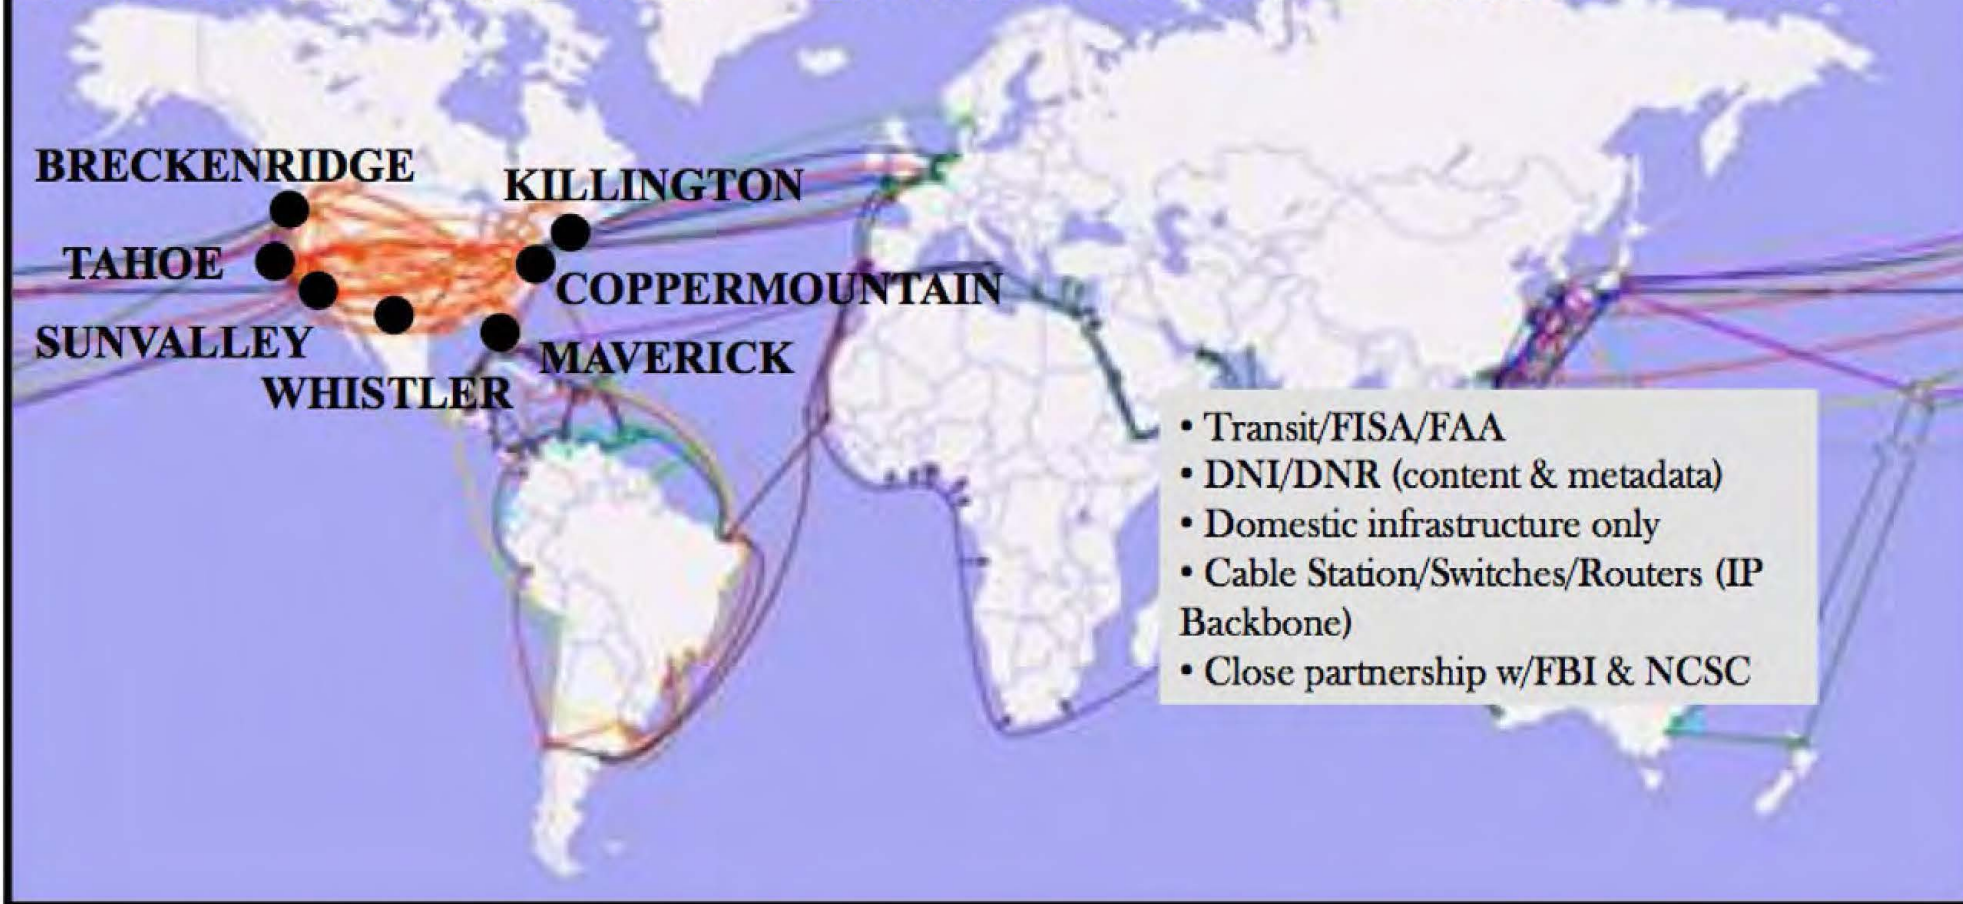 BRECKENRIDGE
KILLINGTON
TAHOE
COPPERMOUNTAIN
SUNVALLEY
MAVERICK
WHISTLER
• Transit/FISA/FAA
• DNI/DNR (content & metadata)
• Domestic infrastructure only
• Cable Station/Switches/Routers (IP
Backbone)
• Close partnership w/FBI & NCSC